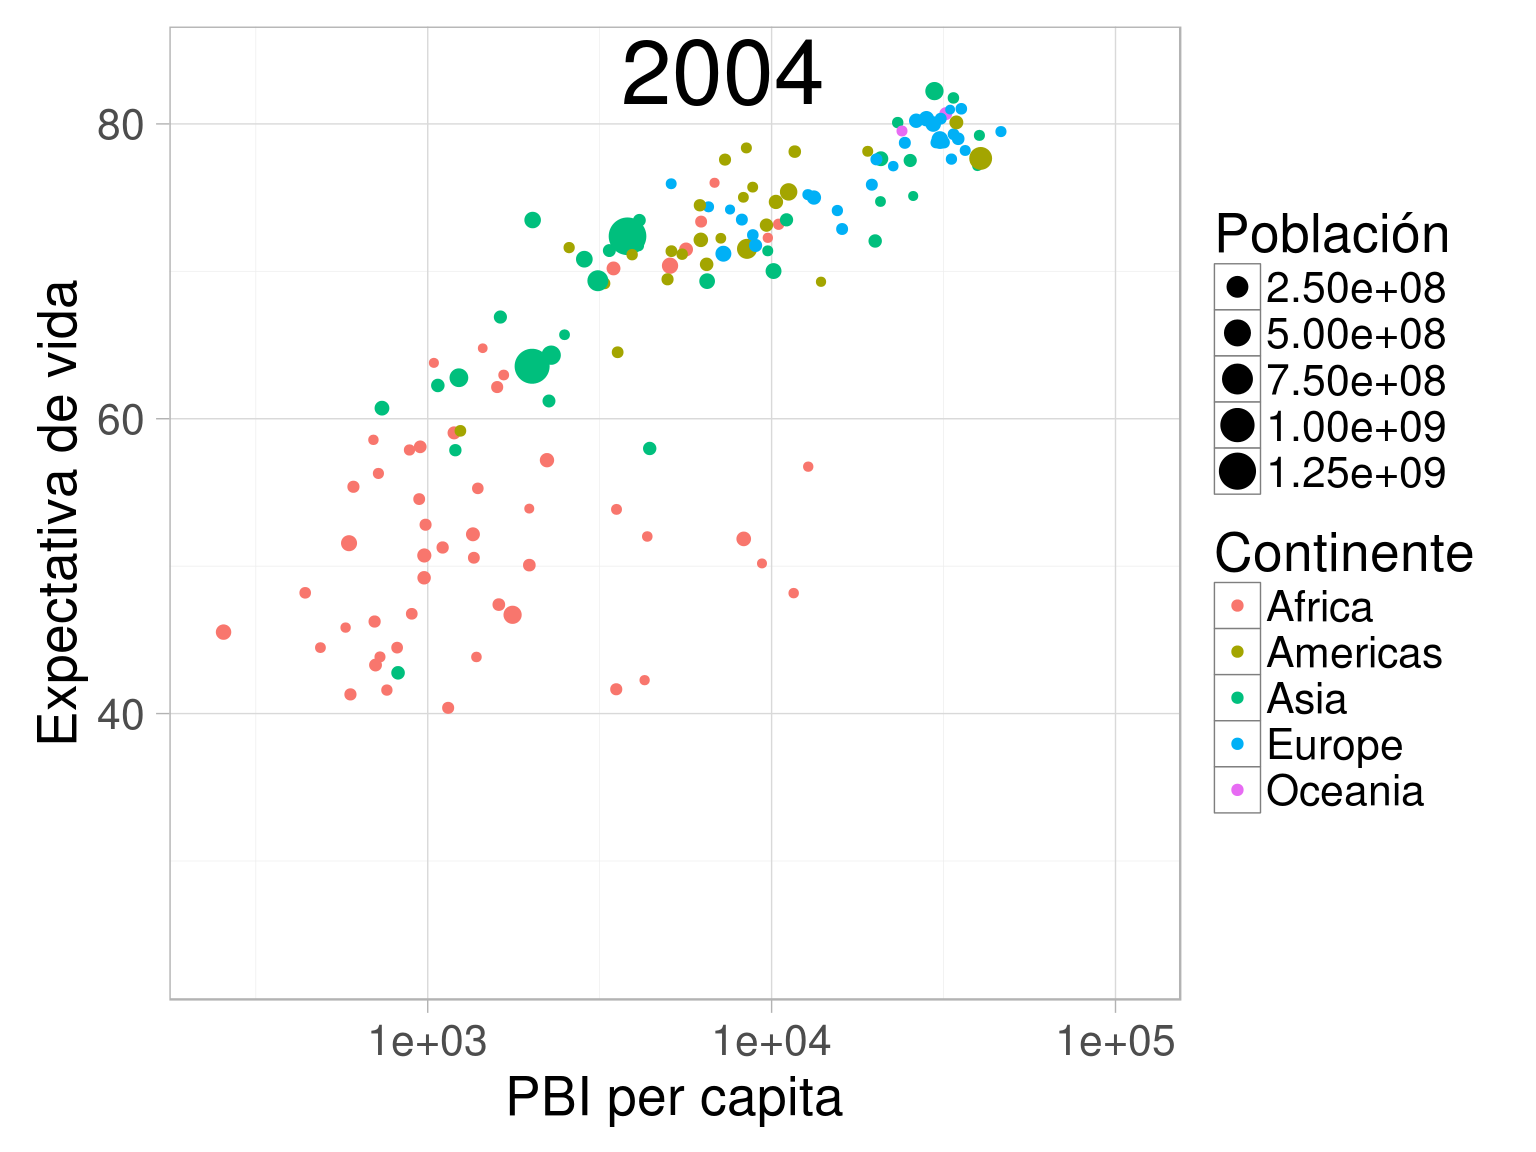 2004
80
60
40
Expectativa de vida
1e+03 1e+04 1e+05
PBI per capita
Población
2.50e+08
5.00e+08
7.50e+08
1.00e+09
1.25e+09
Continente
Africa
Americas
Asia
Europe
Oceania